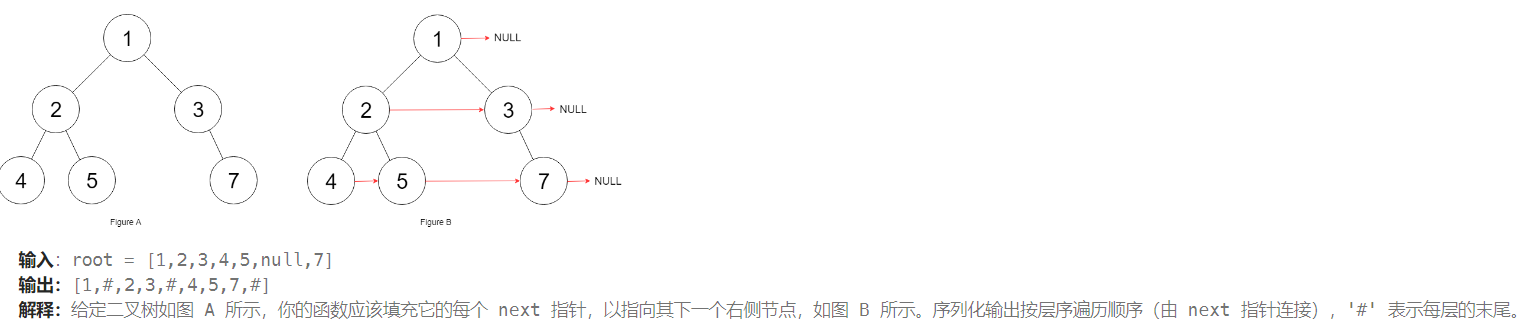 1
2
3
4
5
7
Figure A
1
NULL
2
3
NULL
4
5
7
NULL
Figure B
输入: root = [1,2,3,4,5,null,7]
输出: [1,#,2,3,#,4,5,7,#]
解释: 给定二叉树如图 A 所示，你的函数应该填充它的每个 next 指针，以指向其下一个右侧节点，如图 B 所示。序列化输出按层序遍历顺序（由 next 指针连接）, '#' 表示每层的末尾。